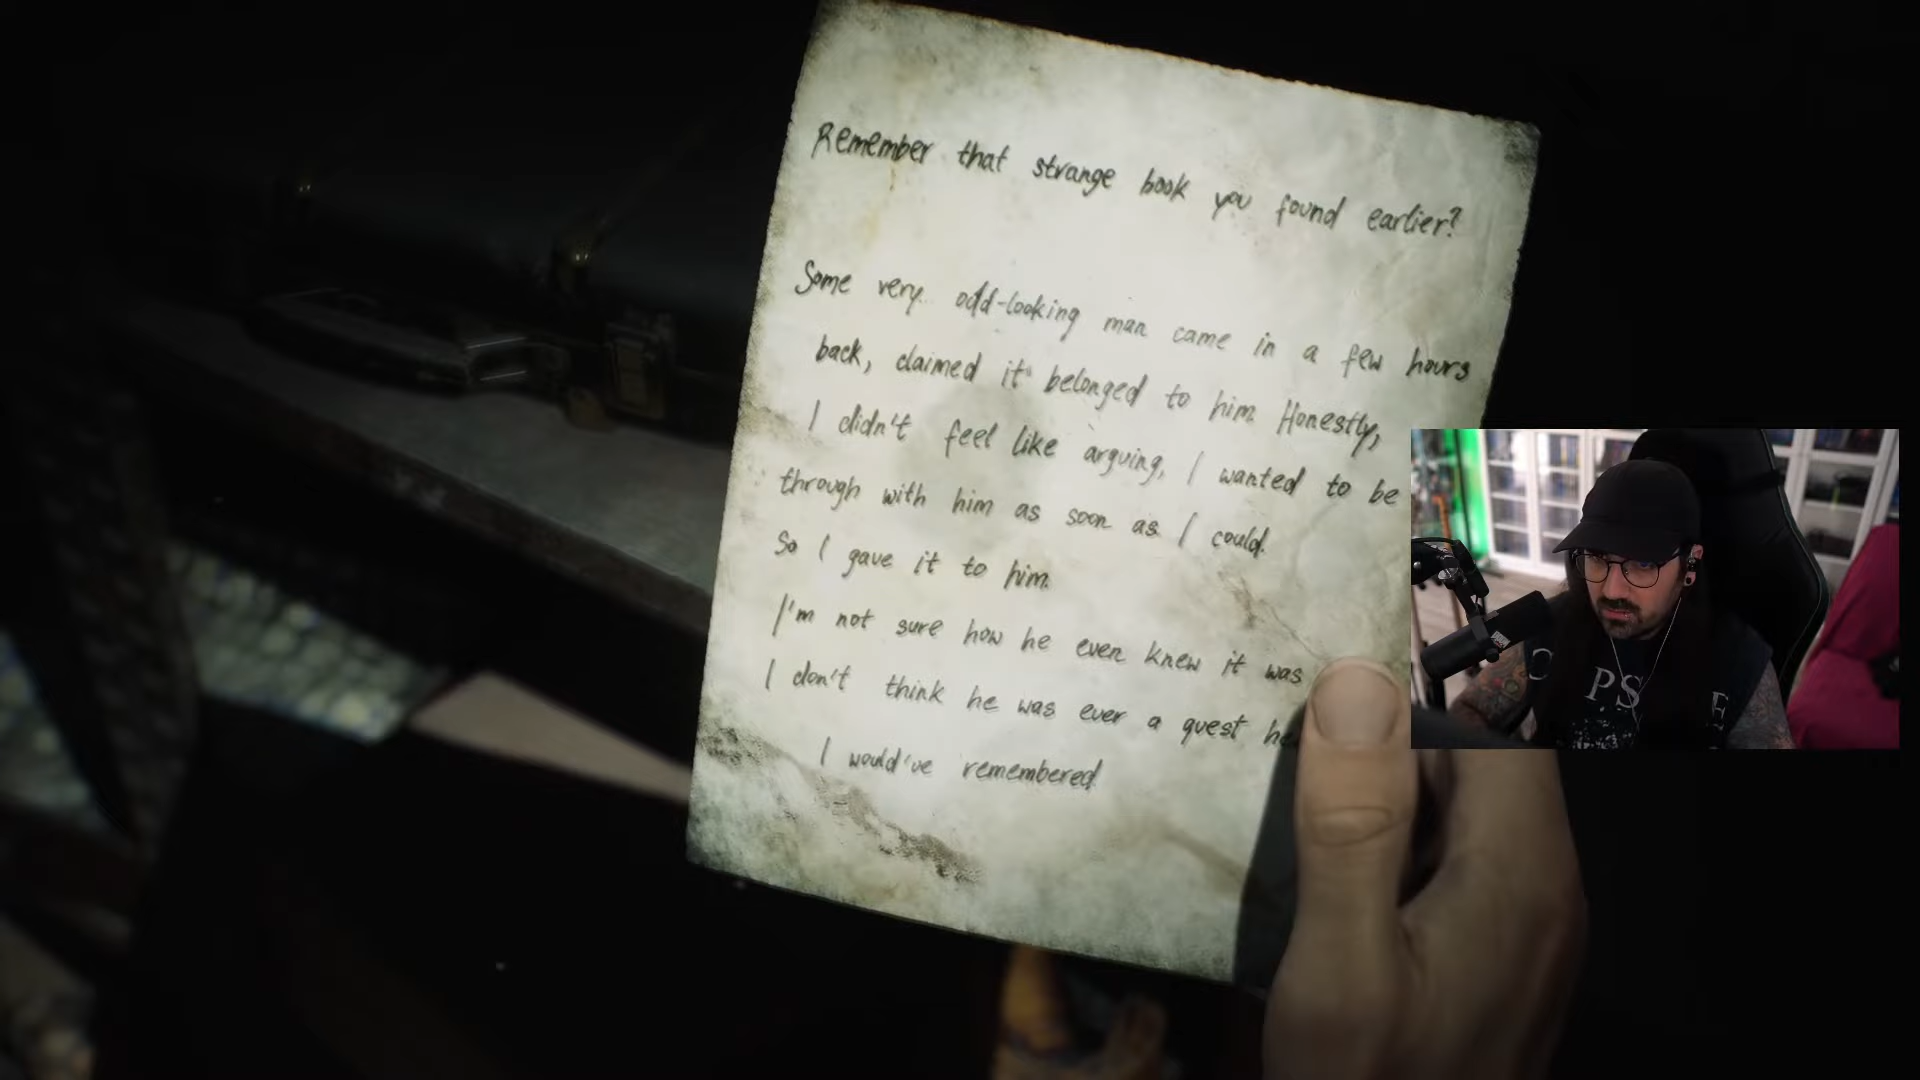 Remember that strange book you found earlier?
Some very odd-looking man came in a few hours
back, claimed it belonged to him. Honestly,
I didn't feel like arguing, I wanted to be
through with him as soon as I could.
So I gave it to him.
I'm not sure how he even knew it was
I don't think he was ever a guest
I would've remembered